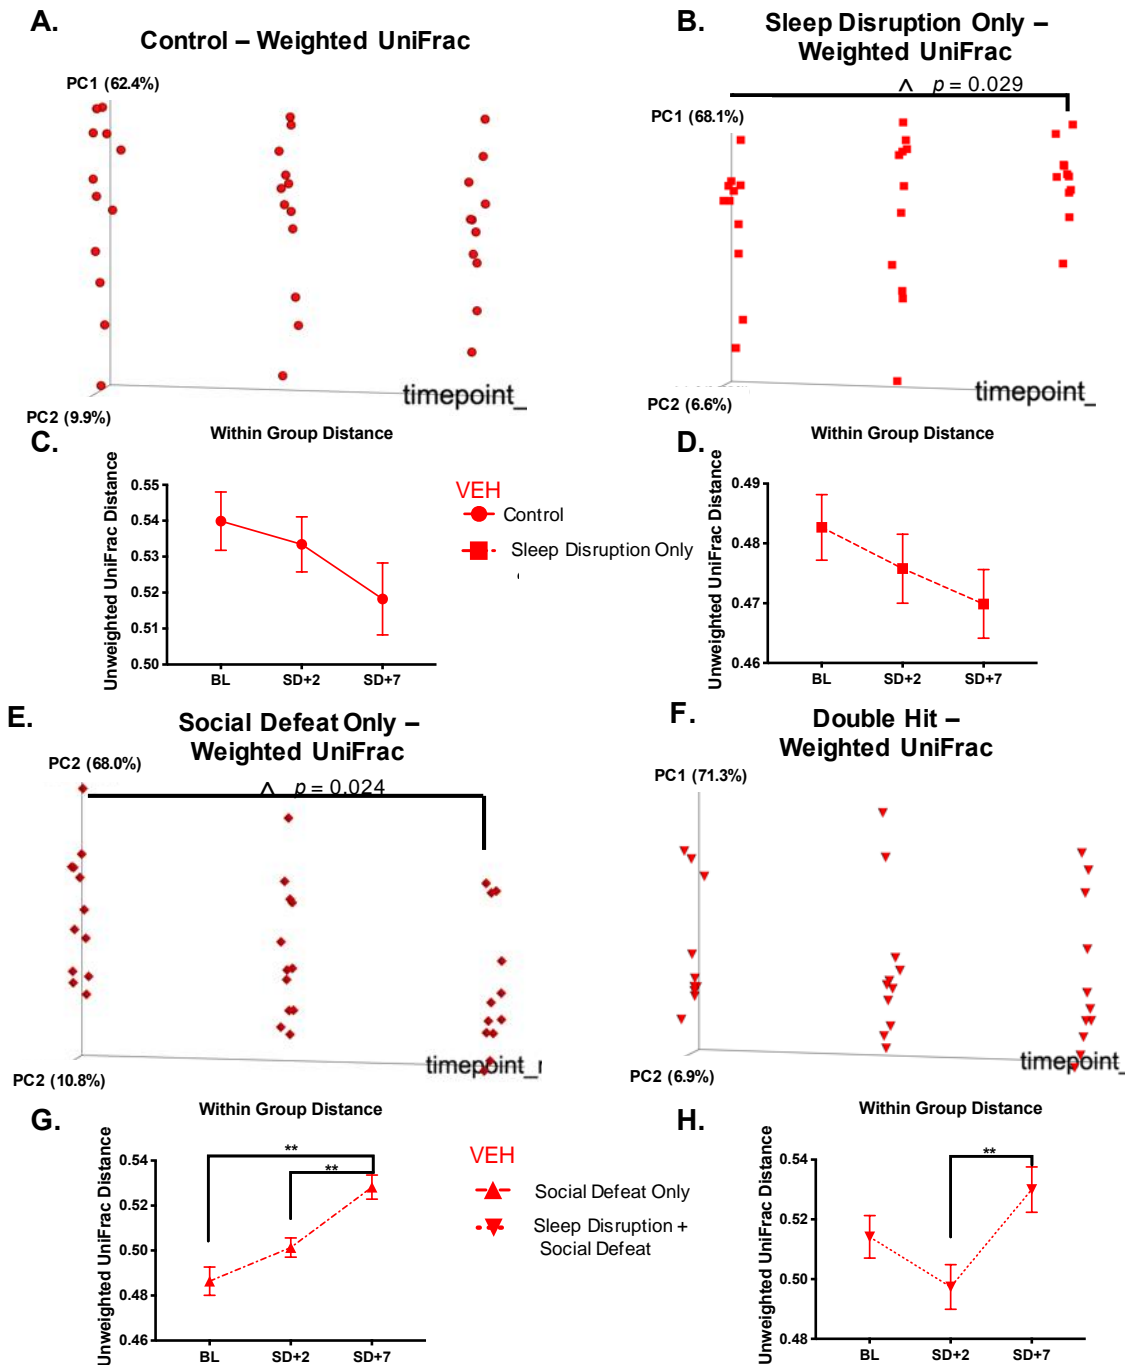 A.
Control – Weighted UniFrac
PC1 (62.4%)
timepoint_
PC2 (9.9%)
B.
Sleep Disruption Only –
Weighted UniFrac
^ p = 0.029
PC1 (68.1%)
timepoint_
PC2 (6.6%)
C.
Within Group Distance
Unweighted UniFrac Distance
0.55
0.54
0.53
0.52
0.51
0.50
BL
SD+2
SD+7
VEH
Control
Sleep Disruption Only
D.
Within Group Distance
Unweighted UniFrac Distance
0.49
0.48
0.47
0.46
BL
SD+2
SD+7
E.
Social Defeat Only –
Weighted UniFrac
PC2 (68.0%)
^ p = 0.024
timepoint_r
PC2 (10.8%)
F.
Double Hit –
Weighted UniFrac
PC1 (71.3%)
timepoint_
PC2 (6.9%)
G.
Within Group Distance
Unweighted UniFrac Distance
0.54
0.52
0.50
0.48
0.46
**
**
BL
SD+2
SD+7
VEH
Social Defeat Only
Sleep Disruption +
Social Defeat
H.
Within Group Distance
Unweighted UniFrac Distance
0.54
0.52
0.50
0.48
**
BL
SD+2
SD+7